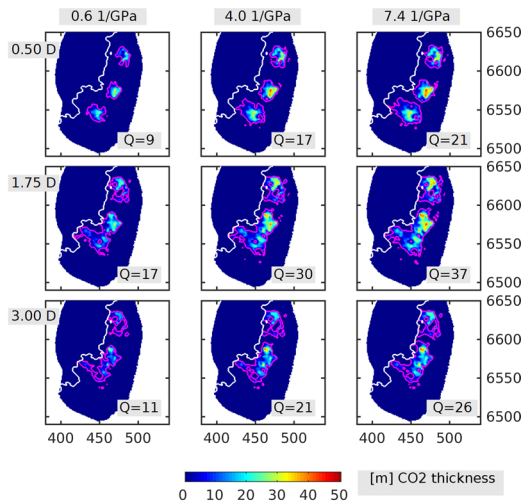 0.6 1/GPa 4.0 1/GPa 7.4 1/GPa
0.50 D 6650
6600
6550
Q=9 Q=17 Q=21 6500
1.75 D 6650
6600
6550
Q=17 Q=30 Q=37 6500
3.00 D 6650
6600
6550
Q=11 Q=21 Q=26 6500
400 450 500 400 450 500 400 450 500
[m] CO2 thickness
0 10 20 30 40 50